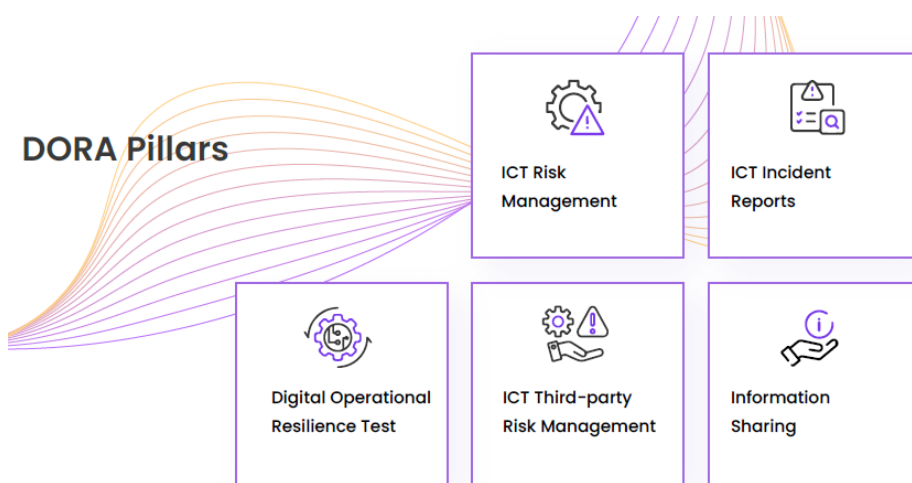 DORA Pillars
ICT Risk
Management
ICT Incident
Reports
Digital Operational
Resilience Test
ICT Third-party
Risk Management
Information
Sharing